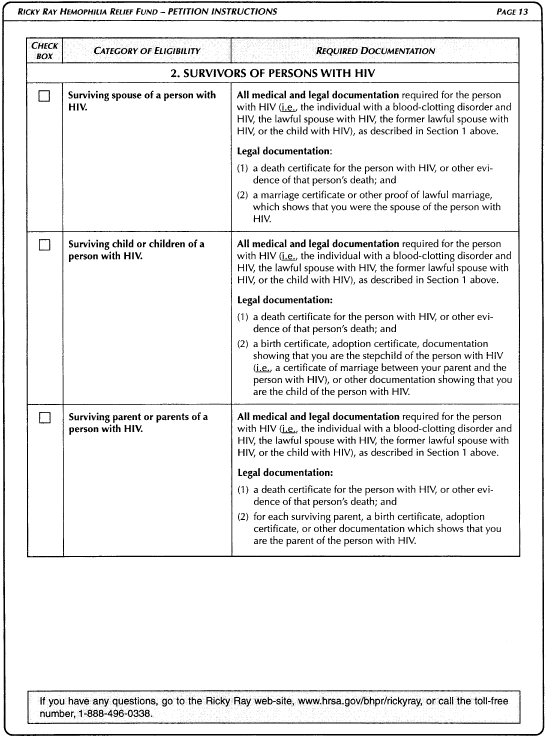 RICKY RAY HEMOPHILIA RELIEF FUND – PETITION INSTRUCTIONS
PAGE 13
CHECK
BOX
CATEGORY OF ELIGIBILITY
REQUIRED DOCUMENTATION
2. SURVIVORS OF PERSONS WITH HIV
Surviving spouse of a person with
HIV.
All medical and legal documentation required for the person
with HIV (i.e., the individual with a blood-clotting disorder and
HIV, the lawful spouse with HIV, the former lawful spouse with
HIV, or the child with HIV), as described in Section 1 above.
Legal documentation:
(1) a death certificate for the person with HIV, or other evi-
dence of that person's death; and
(2) a marriage certificate or other proof of lawful marriage,
which shows that you were the spouse of the person with
HIV.
Surviving child or children of a
person with HIV.
All medical and legal documentation required for the person
with HIV (i.e., the individual with a blood-clotting disorder and
HIV, the lawful spouse with HIV, the former lawful spouse with
HIV, or the child with HIV), as described in Section 1 above.
Legal documentation:
(1) a death certificate for the person with HIV, or other evi-
dence of that person's death; and
(2) a birth certificate, adoption certificate, documentation
showing that you are the stepchild of the person with HIV
(i.e., a certificate of marriage between your parent and the
person with HIV), or other documentation showing that you
are the child of the person with HIV.
Surviving parent or parents of a
person with HIV.
All medical and legal documentation required for the person
with HIV (i.e., the individual with a blood-clotting disorder and
HIV, the lawful spouse with HIV, the former lawful spouse with
HIV, or the child with HIV), as described in Section 1 above.
Legal documentation:
(1) a death certificate for the person with HIV, or other evi-
dence of that person's death; and
(2) for each surviving parent, a birth certificate, adoption
certificate, or other documentation which shows that you
are the parent of the person with HIV.
If you have any questions, go to the Ricky Ray web-site, www.hrsa.gov/bhpr/rickyray, or call the toll-free
number, 1-888-496-0338.